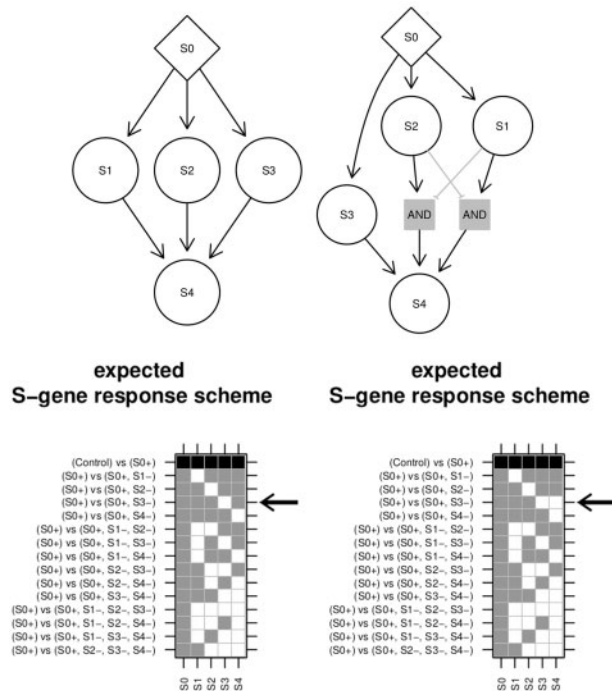 S0
S1
S2
S3
S4
S0
S2
S1
S3
AND
AND
S4
expected
S−gene response scheme
(Control) vs (S0+)
(S0+) vs (S0+, S1−)
(S0+) vs (S0+, S2−)
(S0+) vs (S0+, S3−)
(S0+) vs (S0+, S4−)
(S0+) vs (S0+, S1−, S2−)
(S0+) vs (S0+, S1−, S3−)
(S0+) vs (S0+, S1−, S4−)
(S0+) vs (S0+, S2−, S3−)
(S0+) vs (S0+, S2−, S4−)
(S0+) vs (S0+, S3−, S4−)
(S0+) vs (S0+, S1−, S2−, S3−)
(S0+) vs (S0+, S1−, S2−, S4−)
(S0+) vs (S0+, S1−, S3−, S4−)
(S0+) vs (S0+, S2−, S3−, S4−)
S0
S1
S2
S3
S4
expected
S−gene response scheme
(Control) vs (S0+)
(S0+) vs (S0+, S1−)
(S0+) vs (S0+, S2−)
(S0+) vs (S0+, S3−)
(S0+) vs (S0+, S4−)
(S0+) vs (S0+, S1−, S2−)
(S0+) vs (S0+, S1−, S3−)
(S0+) vs (S0+, S1−, S4−)
(S0+) vs (S0+, S2−, S3−)
(S0+) vs (S0+, S2−, S4−)
(S0+) vs (S0+, S3−, S4−)
(S0+) vs (S0+, S1−, S2−, S3−)
(S0+) vs (S0+, S1−, S2−, S4−)
(S0+) vs (S0+, S1−, S3−, S4−)
(S0+) vs (S0+, S2−, S3−, S4−)
S0
S1
S2
S3
S4